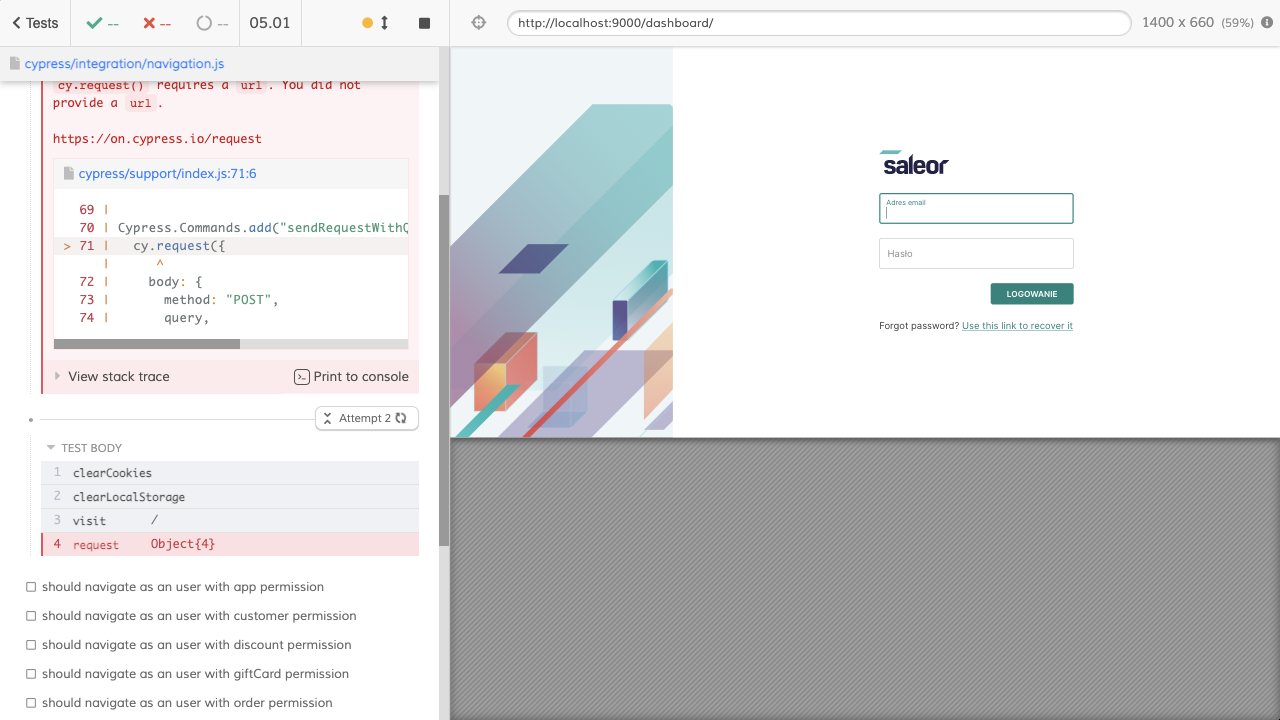 Tests
--
--
--
05.01
http://localhost:9000/dashboard/
1400 x 660 (59%)
cypress/integration/navigation.js
cy.request() requires a url. You did not
provide a url.
https://on.cypress.io/request
cypress/support/index.js:71:6
69 |
70 | Cypress.Commands.add("sendRequestWithQ
> 71 | cy.request({
| ^
72 | body: {
73 | method: "POST",
74 | query,
View stack trace
Print to console
Attempt 2
TEST BODY
1 clearCookies
2 clearLocalStorage
3 visit /
4 request Object{4}
should navigate as an user with app permission
should navigate as an user with customer permission
should navigate as an user with discount permission
should navigate as an user with giftCard permission
should navigate as an user with order permission
saleor
Adres email
Hasło
LOGOWANIE
Forgot password? Use this link to recover it